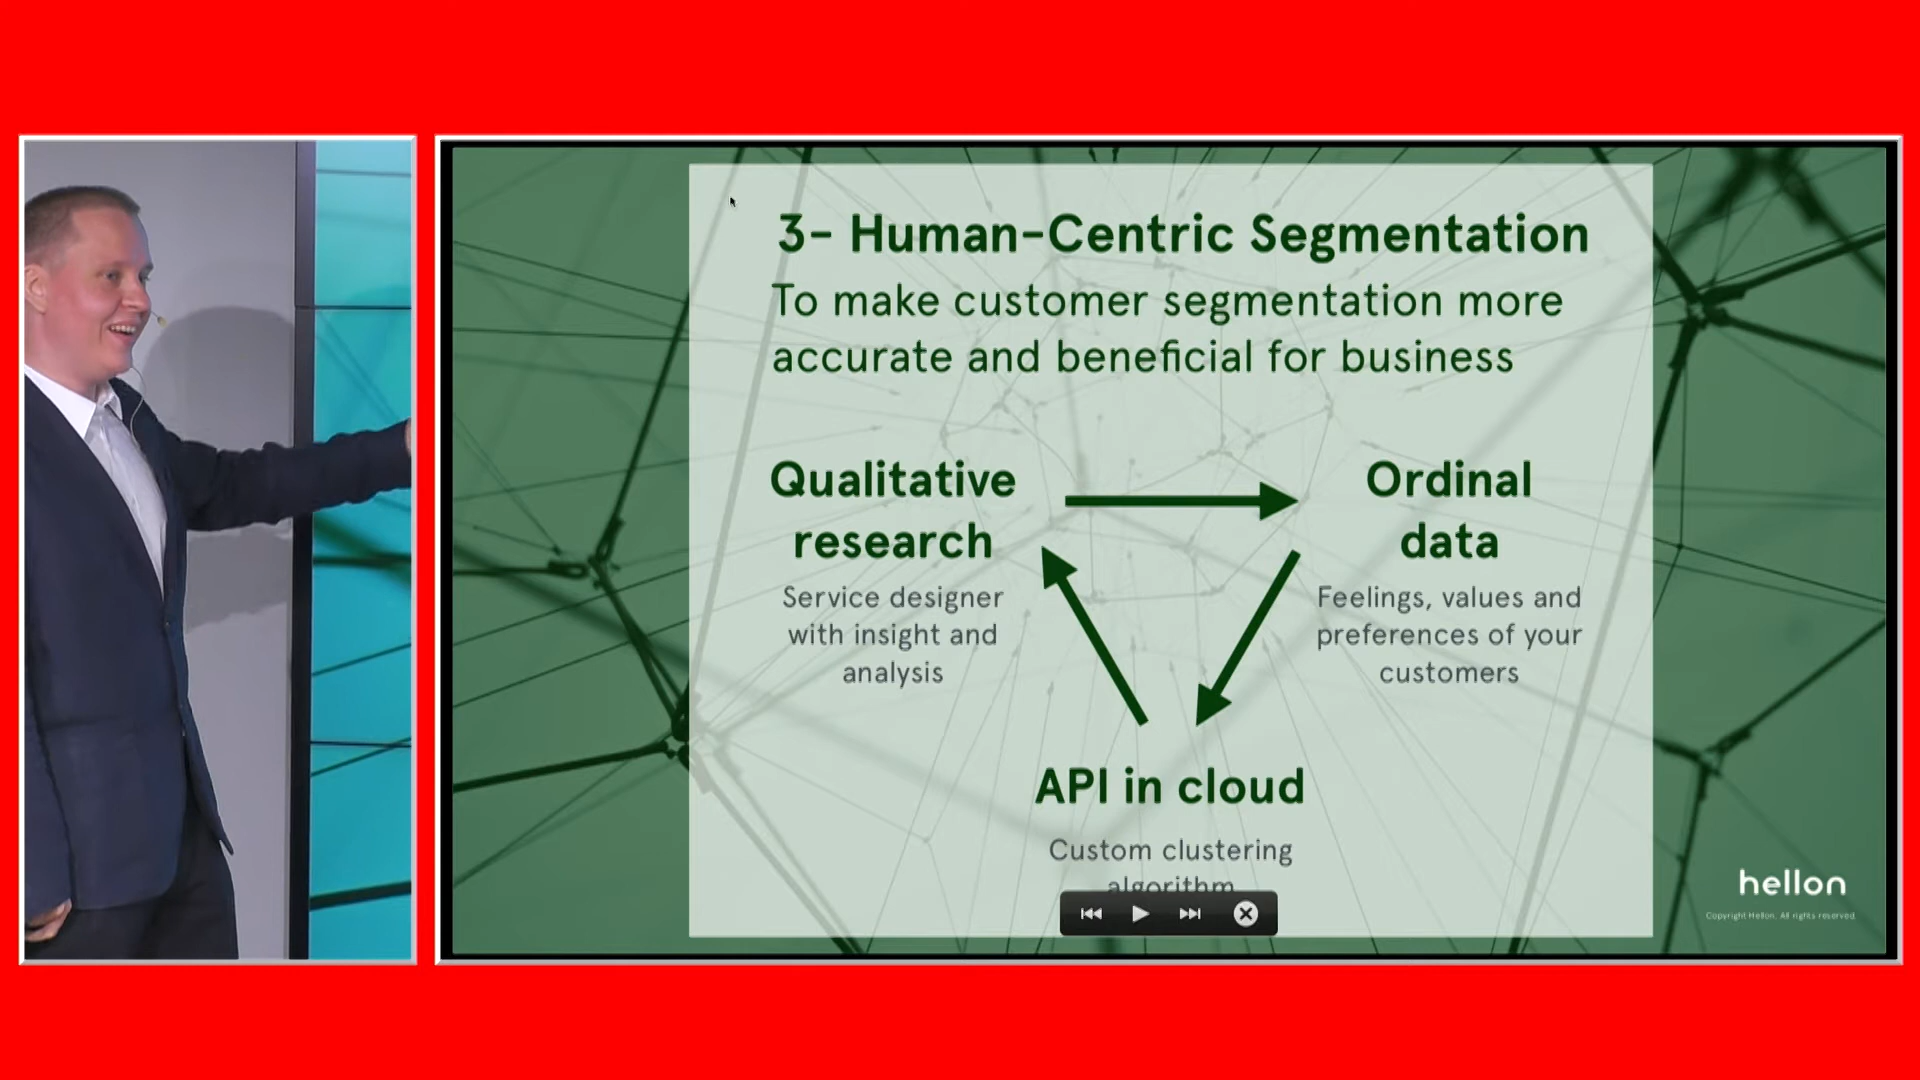 3- Human-Centric Segmentation
To make customer segmentation more
accurate and beneficial for business
Qualitative
research
Service designer
with insight and
analysis
Ordinal
data
Feelings, values and
preferences of your
customers
API in cloud
Custom clustering
algorithm
hellon
Copyright Hellon. All rights reserved.